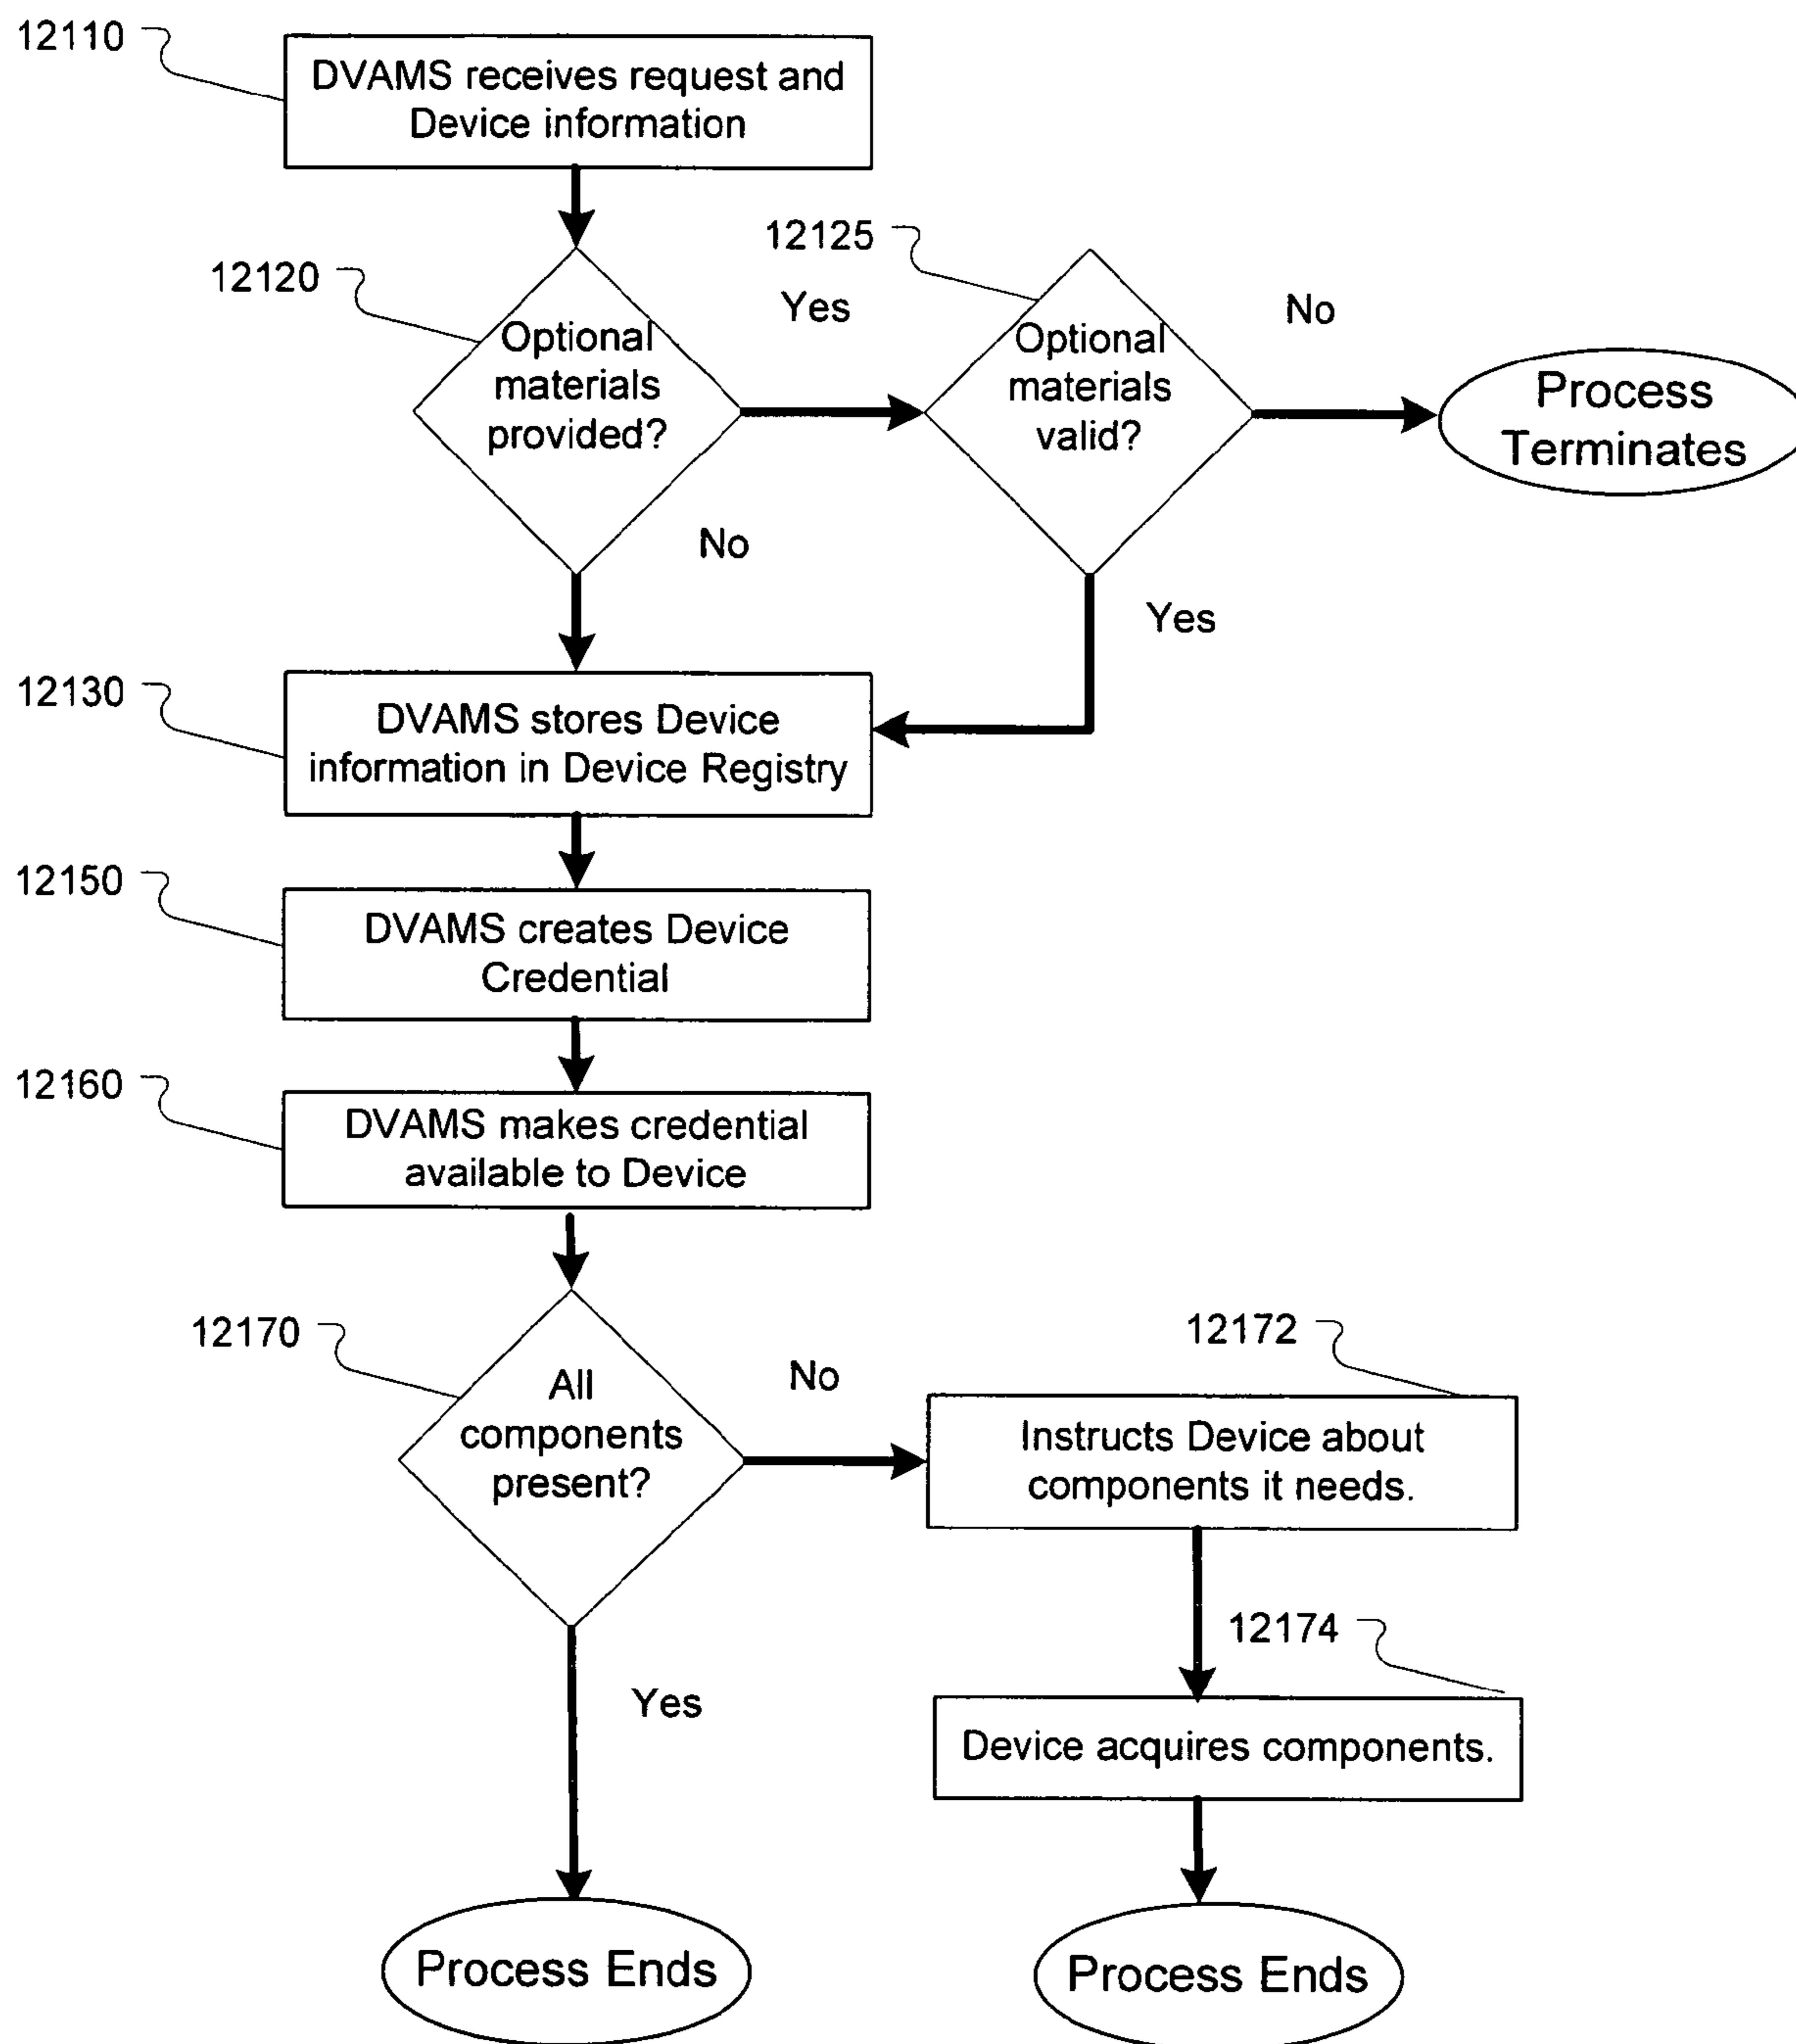 12110
DVAMS receives request and
Device information
12125
12120
Yes
No
Optional
materials
provided?
Optional
materials
valid?
Process
Terminates
No
Yes
12130
DVAMS stores Device
information in Device Registry
12150
DVAMS creates Device
Credential
12160
DVAMS makes credential
available to Device
12170
All
components
present?
No
12172
Instructs Device about
components it needs.
12174
Yes
Device acquires components.
Process Ends
Process Ends